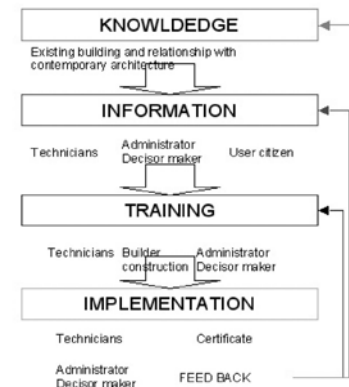 KNOWLDEDGE
Existing building and relationship with
contemporary architecture
INFORMATION
Technicians Administrator Decisor maker User citizen
TRAINING
Technicians Builder construction Administrator Decisor maker
IMPLEMENTATION
Technicians Certificate
Administrator Decisor maker FEED BACK